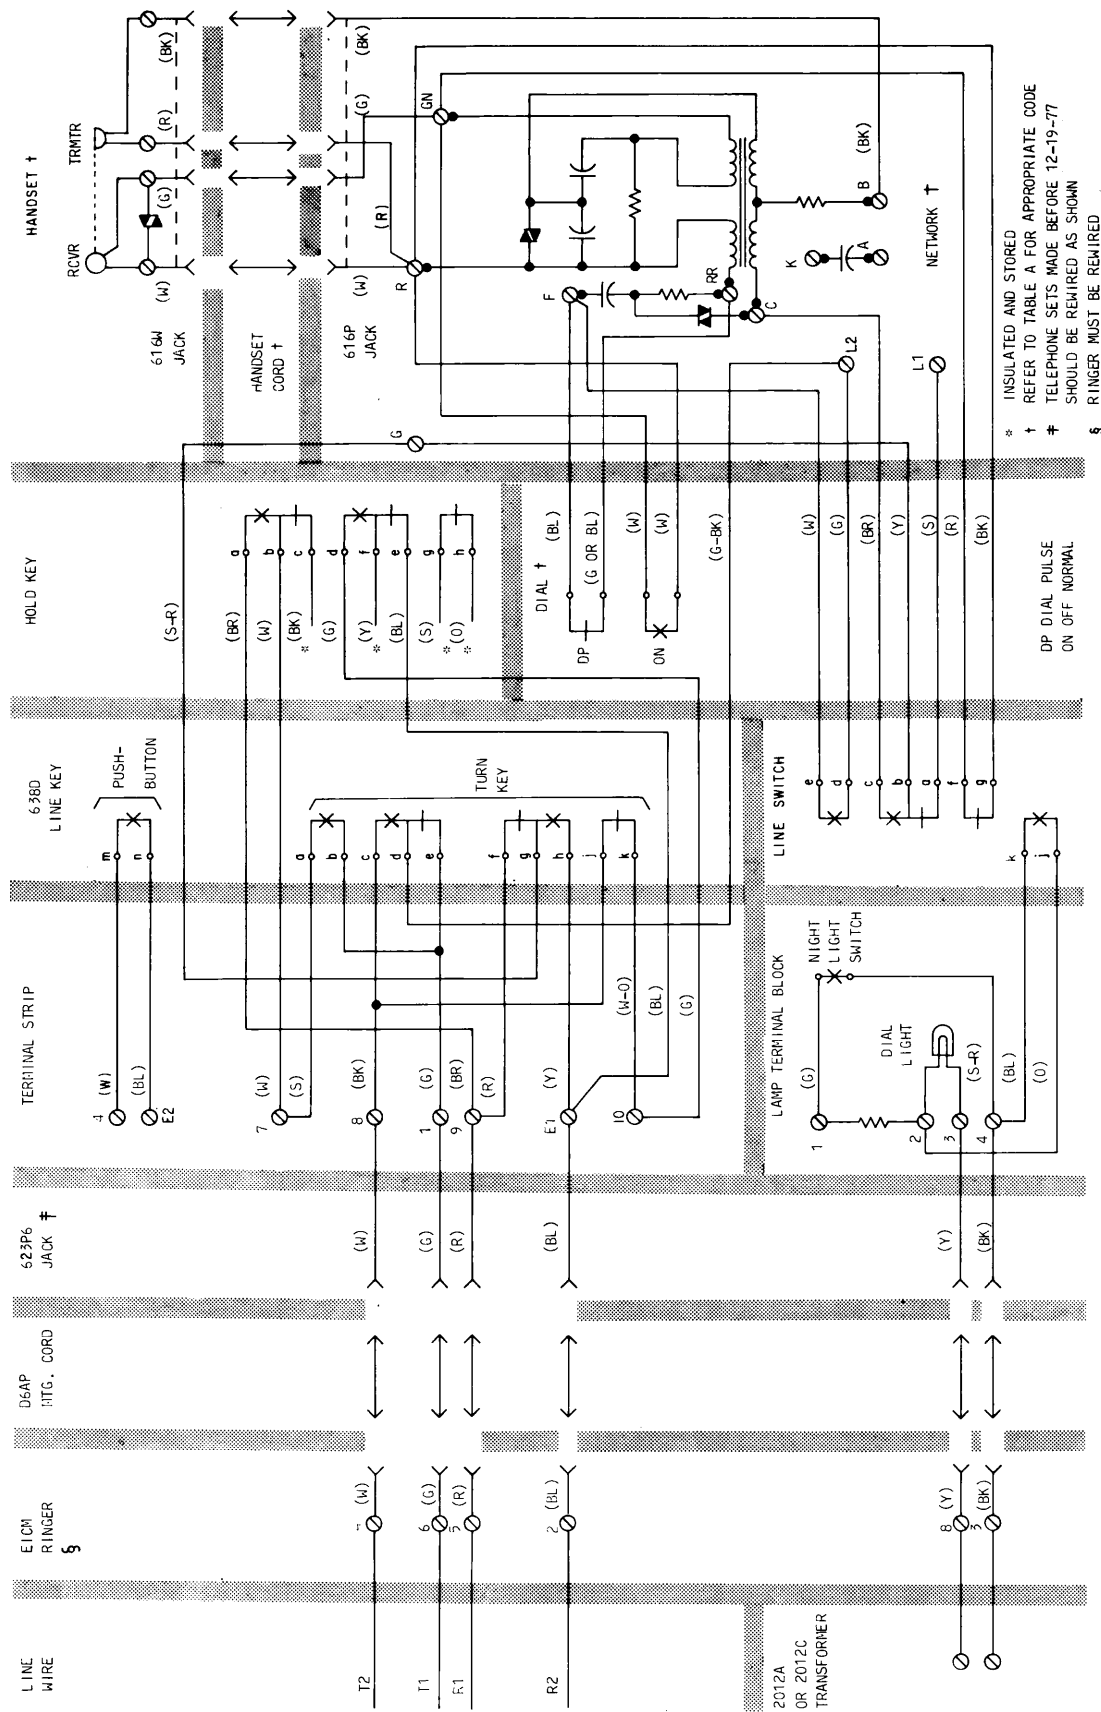 HANDSET †
RCVR
TRMTR
(W)
(G)
(R)
(BK)
616W
JACK
HANDSET
CORD †
616P
JACK
(W)
(R)
(G)
(BK)
R
GN
F
RR
C
K
A
B
(BK)
L2
L1
G
NETWORK †
* INSULATED AND STORED
† REFER TO TABLE A FOR APPROPRIATE CODE
‡ TELEPHONE SETS MADE BEFORE 12-19-77
SHOULD BE REWIRED AS SHOWN
§ RINGER MUST BE REWIRED
HOLD KEY
(S-R)
(BR)
(W)
(BK)
*
(G)
(Y)
*
(BL)
(S)
*
(O)
*
a
b
c
d
f
e
g
h
DIAL †
(BL)
(G OR BL)
DP
(W)
ON
(W)
(G-BK)
(W)
(G)
(BR)
(Y)
(S)
(R)
(BK)
DP DIAL PULSE
ON OFF NORMAL
638D
LINE KEY
PUSH-
BUTTON
m
n
TURN
KEY
a
b
c
d
e
f
g
h
j
k
LINE SWITCH
e
d
c
b
a
f
g
k
j
TERMINAL STRIP
4
(W)
(BL)
E2
7
(W)
(S)
8
(BK)
1
(G)
(BR)
9
(R)
E1
(Y)
10
(W-O)
(BL)
(G)
LAMP TERMINAL BLOCK
NIGHT
LIGHT
SWITCH
DIAL
LIGHT
1
(G)
2
3
(S-R)
4
(BL)
(O)
623P6
JACK ‡
(W)
(G)
(R)
(BL)
(Y)
(BK)
D6AP
MTG. CORD
E1CM
RINGER
§
(W)
6
(G)
5
(R)
2
(BL)
8
(Y)
3
(BK)
LINE
WIRE
T2
T1
R1
R2
2012A
OR 2012C
TRANSFORMER